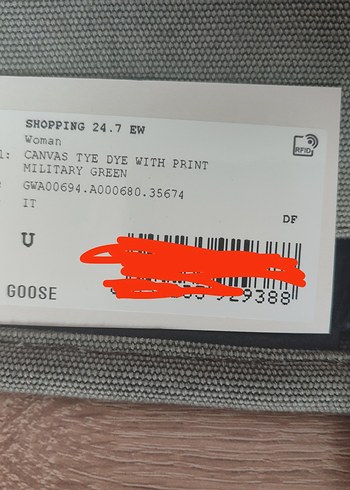 SHOPPING 24.7 EW
Woman
RFID
l: CANVAS TYE DYE WITH PRINT
MILITARY GREEN
GWA00694.A000680.35674
IT
DF
U
GOOSE
929388